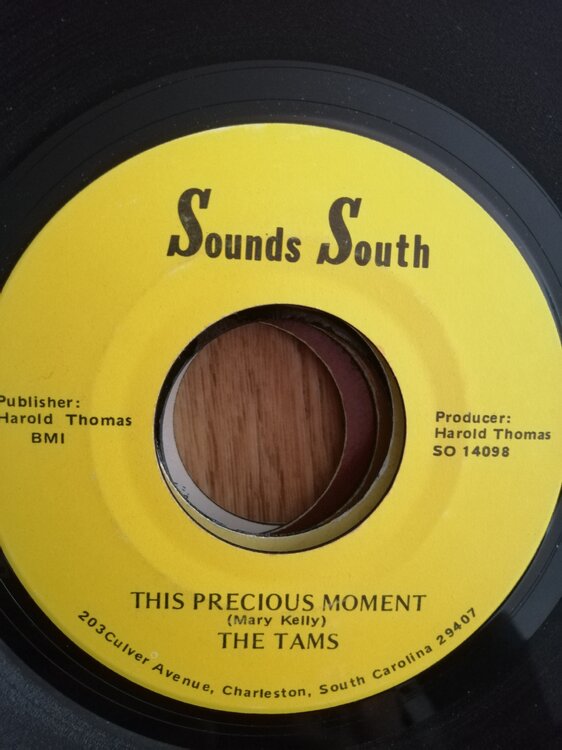 Sounds South
Publisher:
Harold Thomas
BMI
Producer:
Harold Thomas
SO 14098
THIS PRECIOUS MOMENT
(Mary Kelly)
THE TAMS
203 Culver Avenue, Charleston, South Carolina 29407